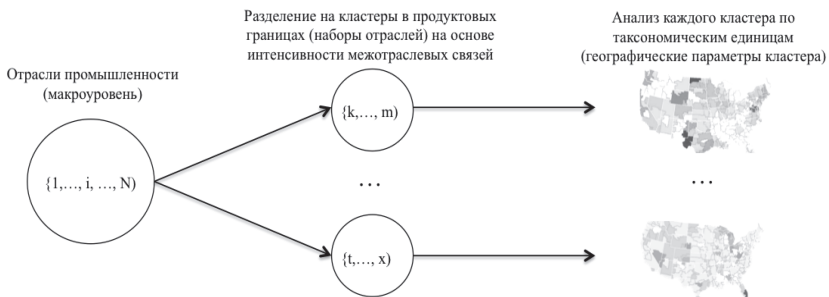 Отрасли промышленности
(макроуровень)
{1,…, i, …, N)
Разделение на кластеры в продуктовых
границах (наборы отраслей) на основе
интенсивности межотраслевых связей
{k,…, m)
…
{t,…, x)
Анализ каждого кластера по
таксономическим единицам
(географические параметры кластера)
…